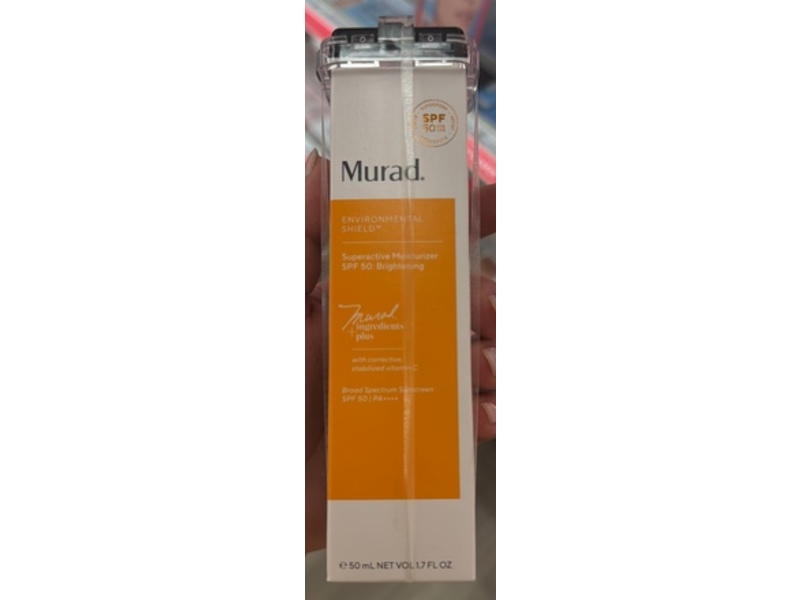 SPF
50
Murad.
ENVIRONMENTAL
SHIELD™
Superactive Moisturizer
SPF 50: Brightening
Murad
+ ingredients
plus
with corrective,
stabilized vitamin C
Broad Spectrum Sunscreen
SPF 50 | PA++++
℮ 50 mL NET VOL 1.7 FL OZ